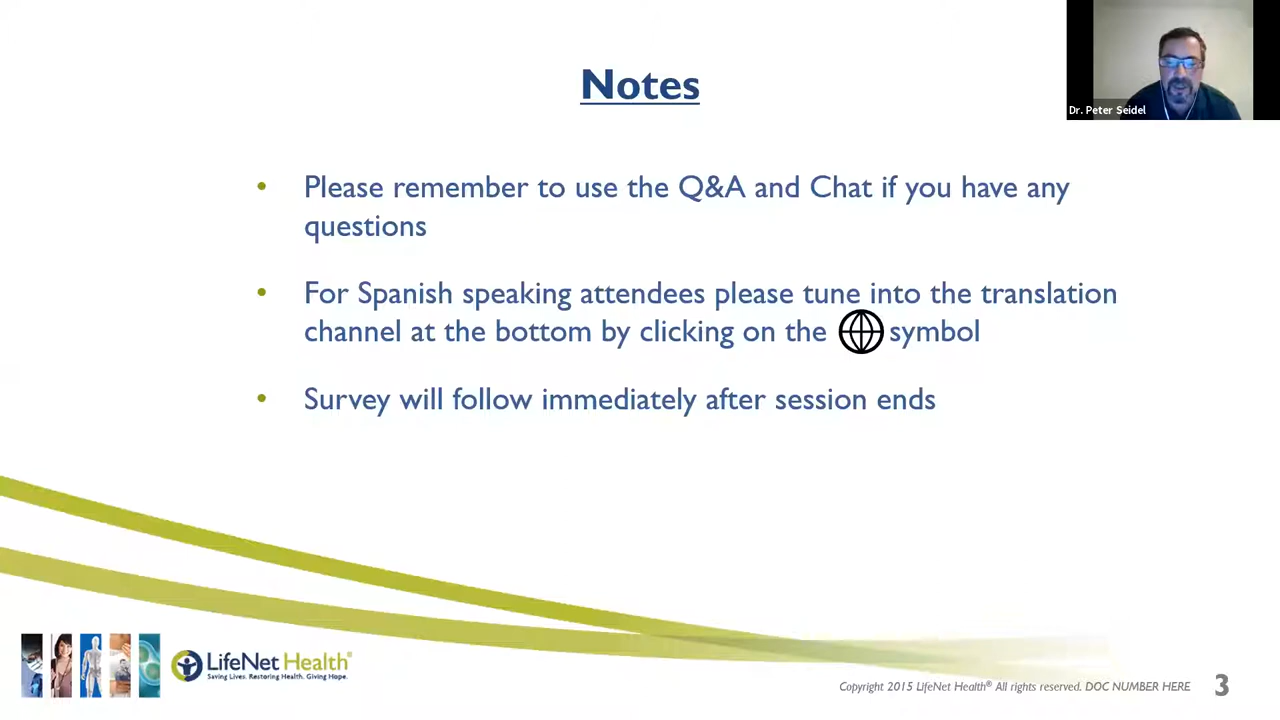 Notes
Dr. Peter Seidel
• Please remember to use the Q&A and Chat if you have any
questions
• For Spanish speaking attendees please tune into the translation
channel at the bottom by clicking on the symbol
• Survey will follow immediately after session ends
LifeNet Health®
Saving Lives. Restoring Health. Giving Hope.
Copyright 2015 LifeNet Health® All rights reserved. DOC NUMBER HERE
3